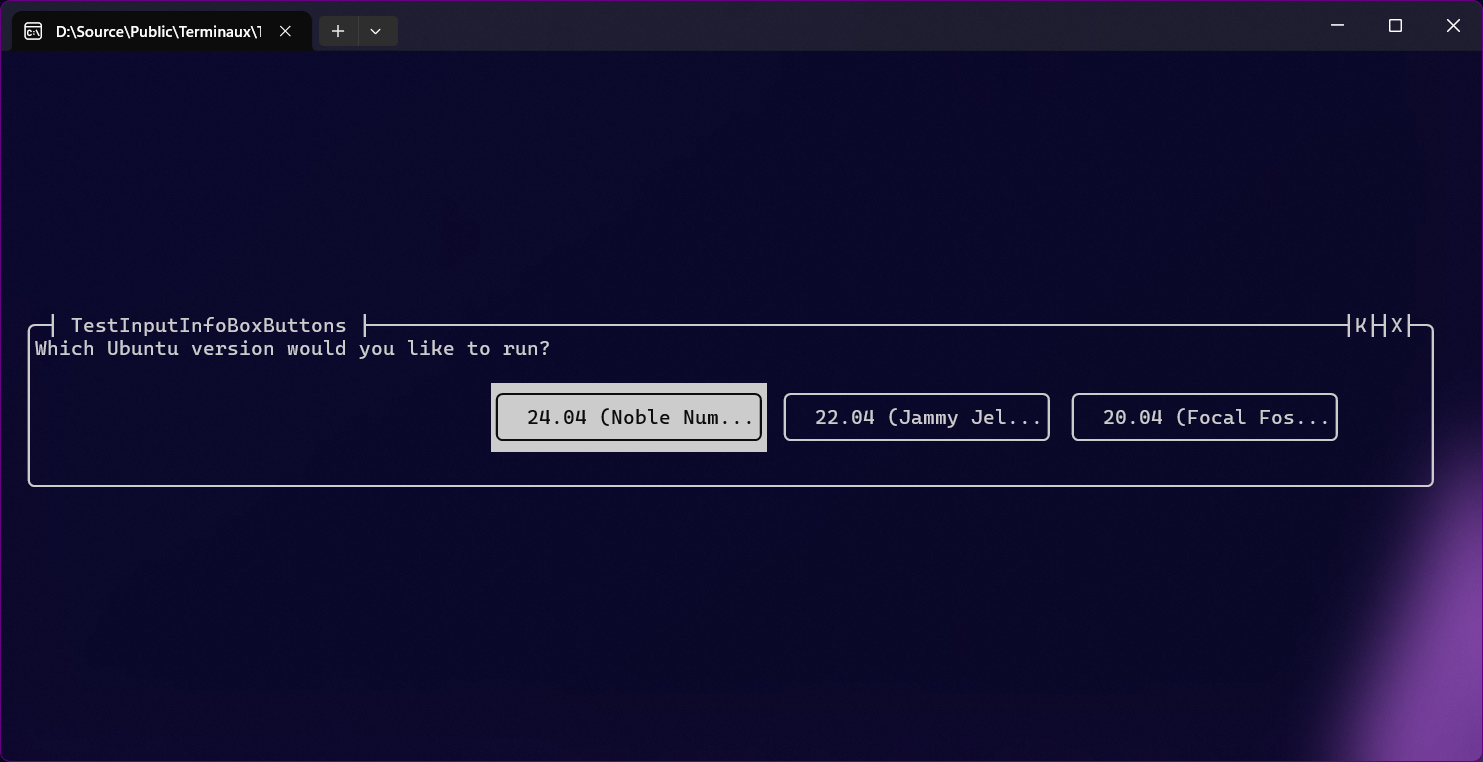 D:\Source\Public\Terminaux\T
TestInputInfoBoxButtons
K X
Which Ubuntu version would you like to run?
24.04 (Noble Num... 22.04 (Jammy Jel... 20.04 (Focal Fos...